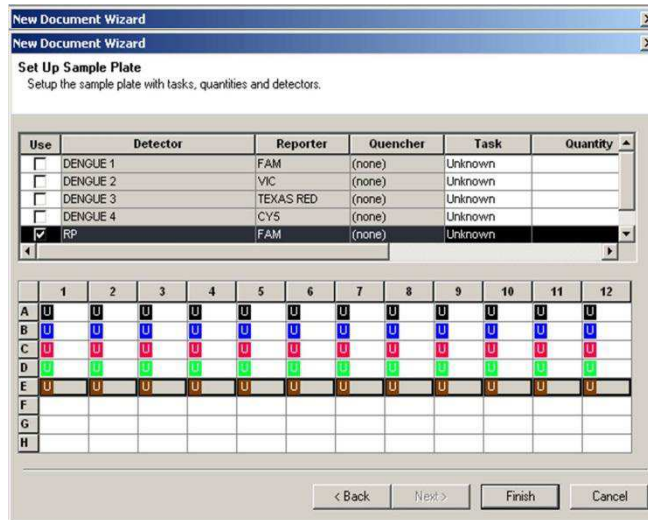 New Document Wizard
New Document Wizard
Set Up Sample Plate
Setup the sample plate with tasks, quantities and detectors.
Use Detector Reporter Quencher Task Quantity
DENGUE 1 FAM (none) Unknown
DENGUE 2 VIC (none) Unknown
DENGUE 3 TEXAS RED (none) Unknown
DENGUE 4 CY5 (none) Unknown
RP FAM (none) Unknown
1 2 3 4 5 6 7 8 9 10 11 12
A U U U U U U U U U U U U
B U U U U U U U U U U U U
C U U U U U U U U U U U U
D U U U U U U U U U U U U
E U U U U U U U U U U U U
F
G
H
< Back Next > Finish Cancel